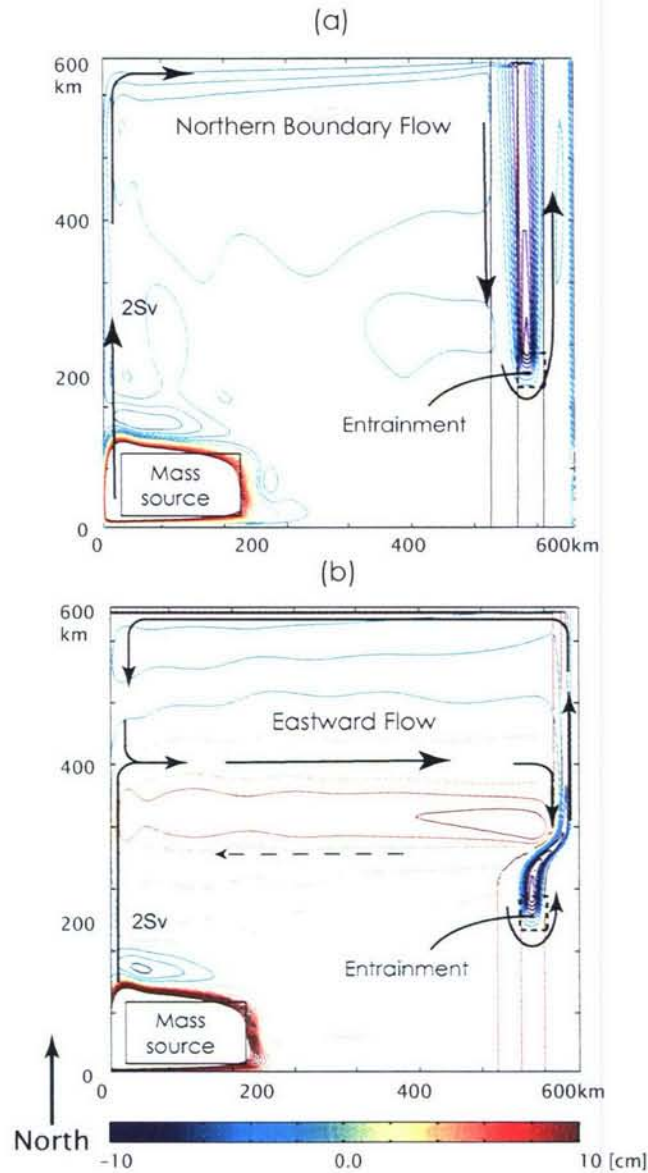 (a)
600
km
Northern Boundary Flow
400
2Sv
200
Entrainment
Mass
source
0
0 200 400 600km
(b)
600
km
Eastward Flow
400
200
2Sv
Entrainment
Mass
source
0
0 200 400 600km
North
-10 0.0 10 [cm]